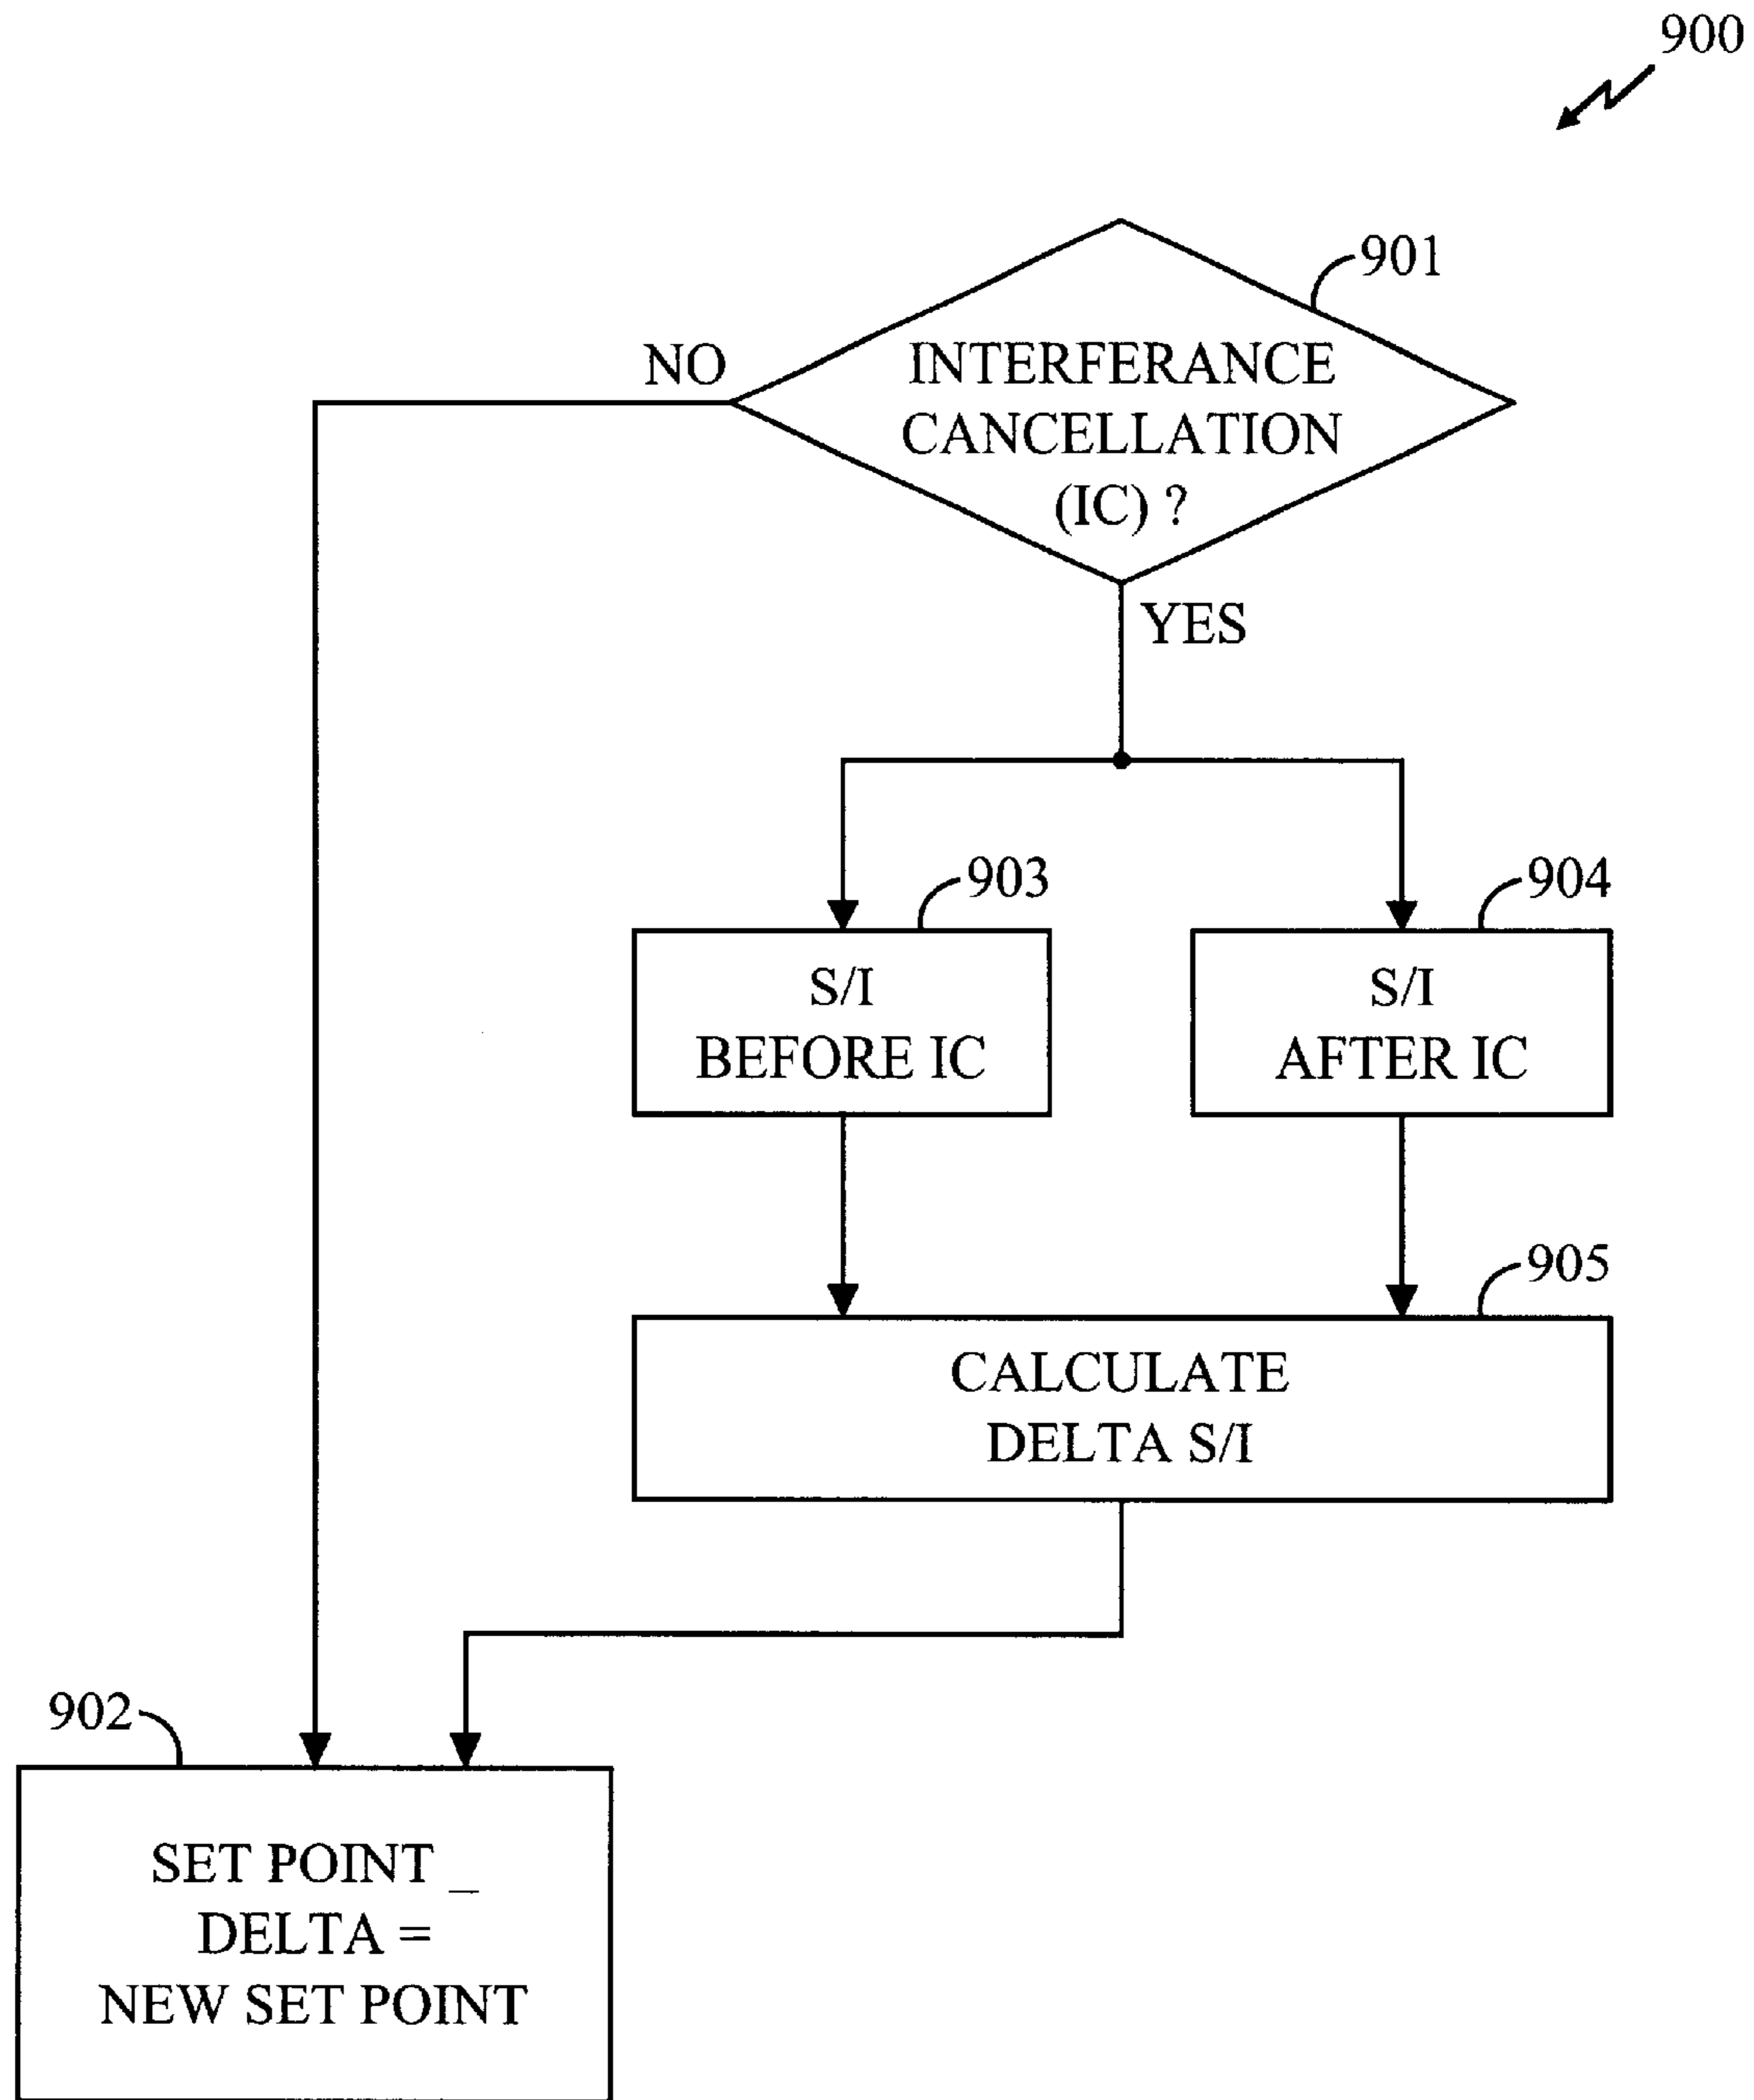 900
901
INTERFERANCE
CANCELLATION
(IC) ?
NO
YES
903
904
S/I
BEFORE IC
S/I
AFTER IC
905
CALCULATE
DELTA S/I
902
SET POINT _
DELTA =
NEW SET POINT